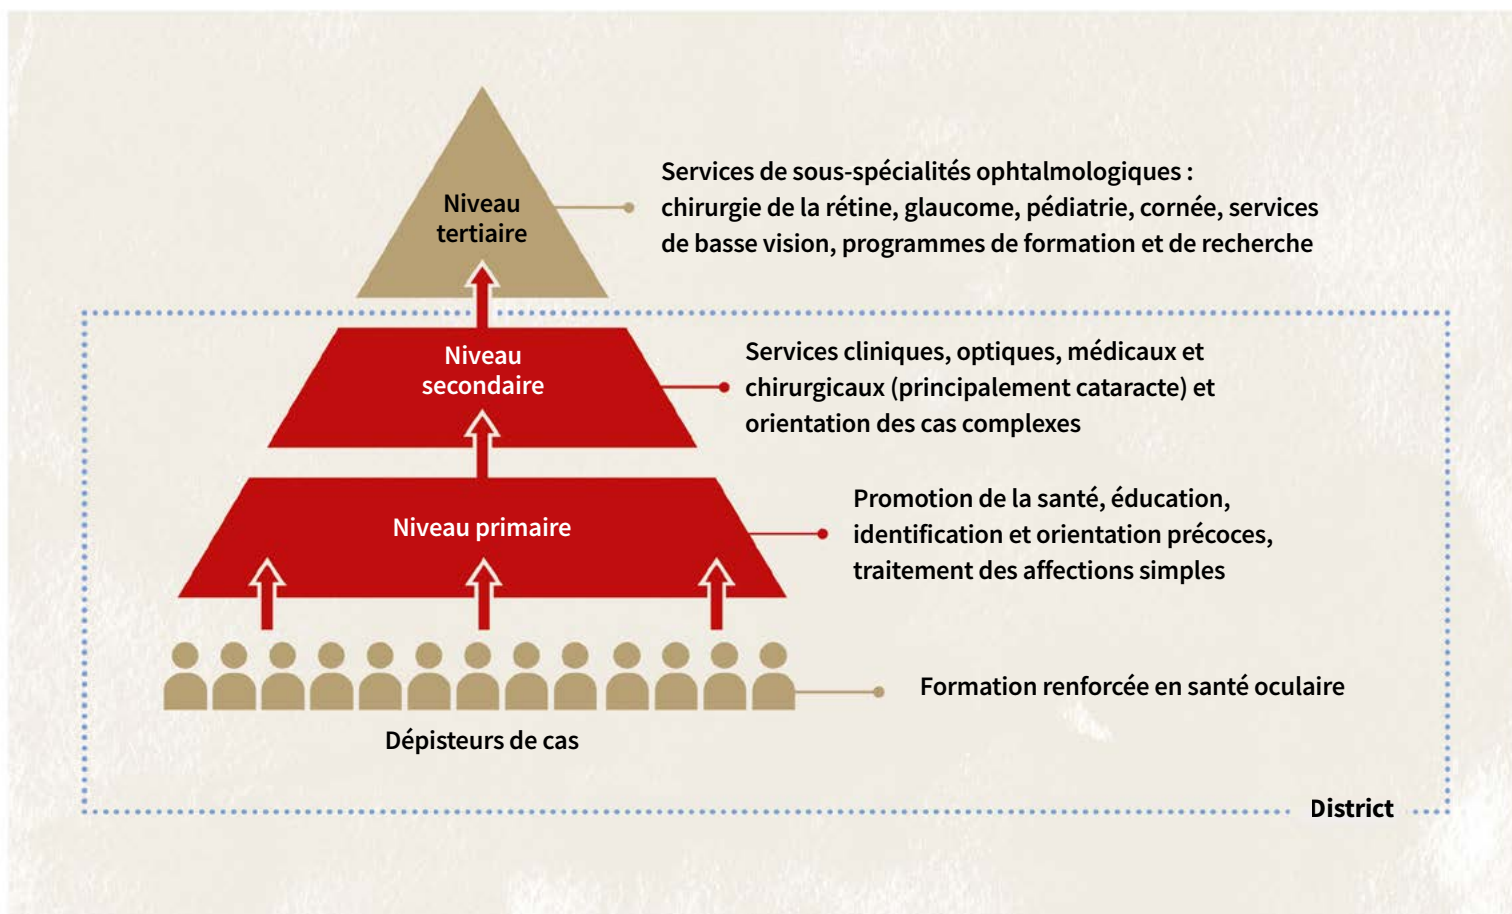 Niveau
tertiaire
Services de sous-spécialités ophtalmologiques :
chirurgie de la rétine, glaucome, pédiatrie, cornée, services
de basse vision, programmes de formation et de recherche
Niveau
secondaire
Services cliniques, optiques, médicaux et
chirurgicaux (principalement cataracte) et
orientation des cas complexes
Niveau primaire
Promotion de la santé, éducation,
identification et orientation précoces,
traitement des affections simples
Formation renforcée en santé oculaire
Dépisteurs de cas
District